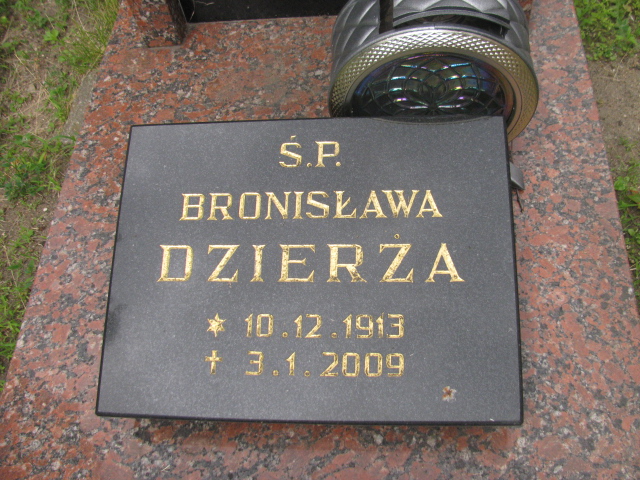 Ś.P.
BRONISŁAWA
DZIERŻA
* 10.12.1913
✝ 3.1.2009